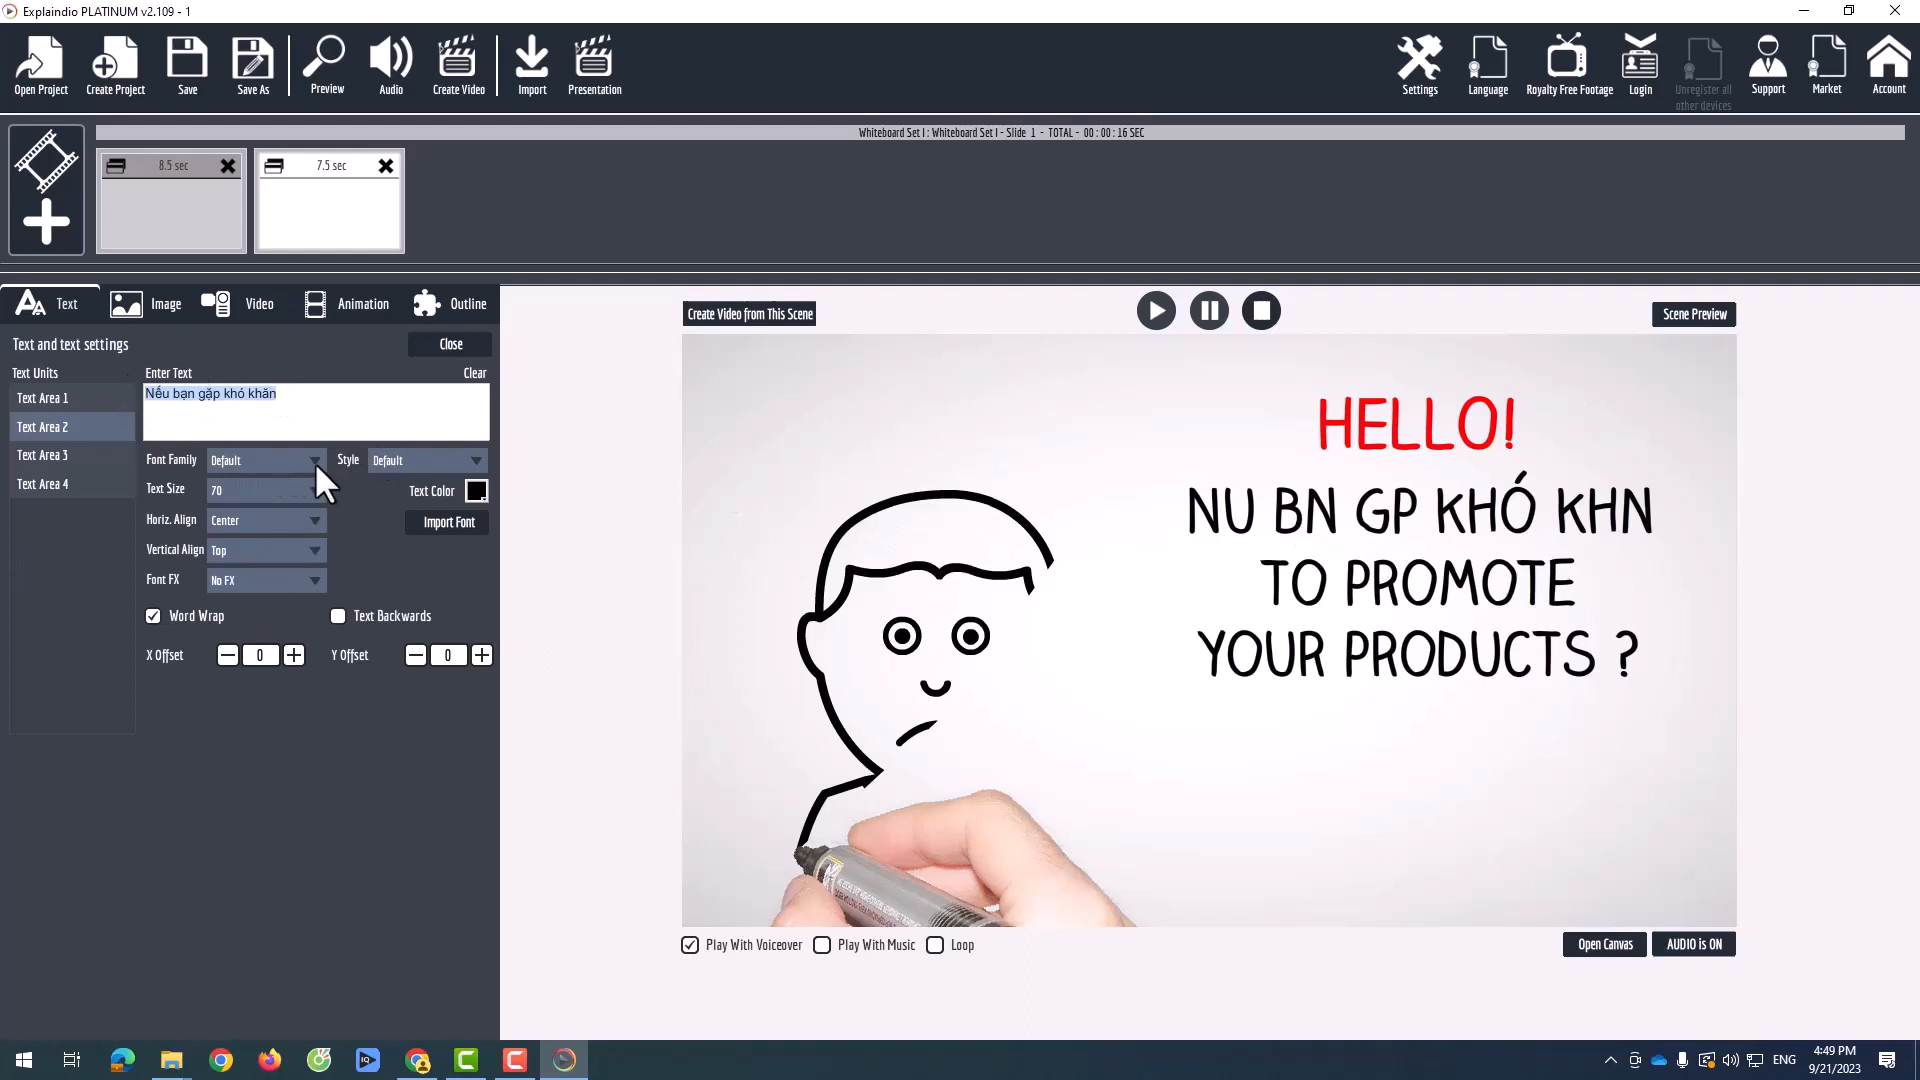 Explaindio PLATINUM v2.109 - 1
Open Project
Create Project
Save
Save As
Preview
Audio
Create Video
Import
Presentation
Settings
Language
Royalty Free Footage
Login
Unregister all
other devices
Support
Market
Account
Whiteboard Set I : Whiteboard Set I - Slide 1 - TOTAL - 00 : 00 : 16 SEC
8.5 sec
7.5 sec
Text
Image
Video
Animation
Outline
Text and text settings
Close
Text Units
Enter Text
Clear
Text Area 1
Text Area 2
Text Area 3
Text Area 4
Nếu bạn gặp khó khăn
Font Family
Default
Style
Default
Text Size
70
Text Color
Horiz. Align
Center
Import Font
Vertical Align
Top
Font FX
No FX
Word Wrap
Text Backwards
X Offset
0
Y Offset
0
Create Video from This Scene
Scene Preview
HELLO!
NU BN GP KHÓ KHN
TO PROMOTE
YOUR PRODUCTS ?
Play With Voiceover
Play With Music
Loop
Open Canvas
AUDIO is ON
ENG
4:49 PM
9/21/2023